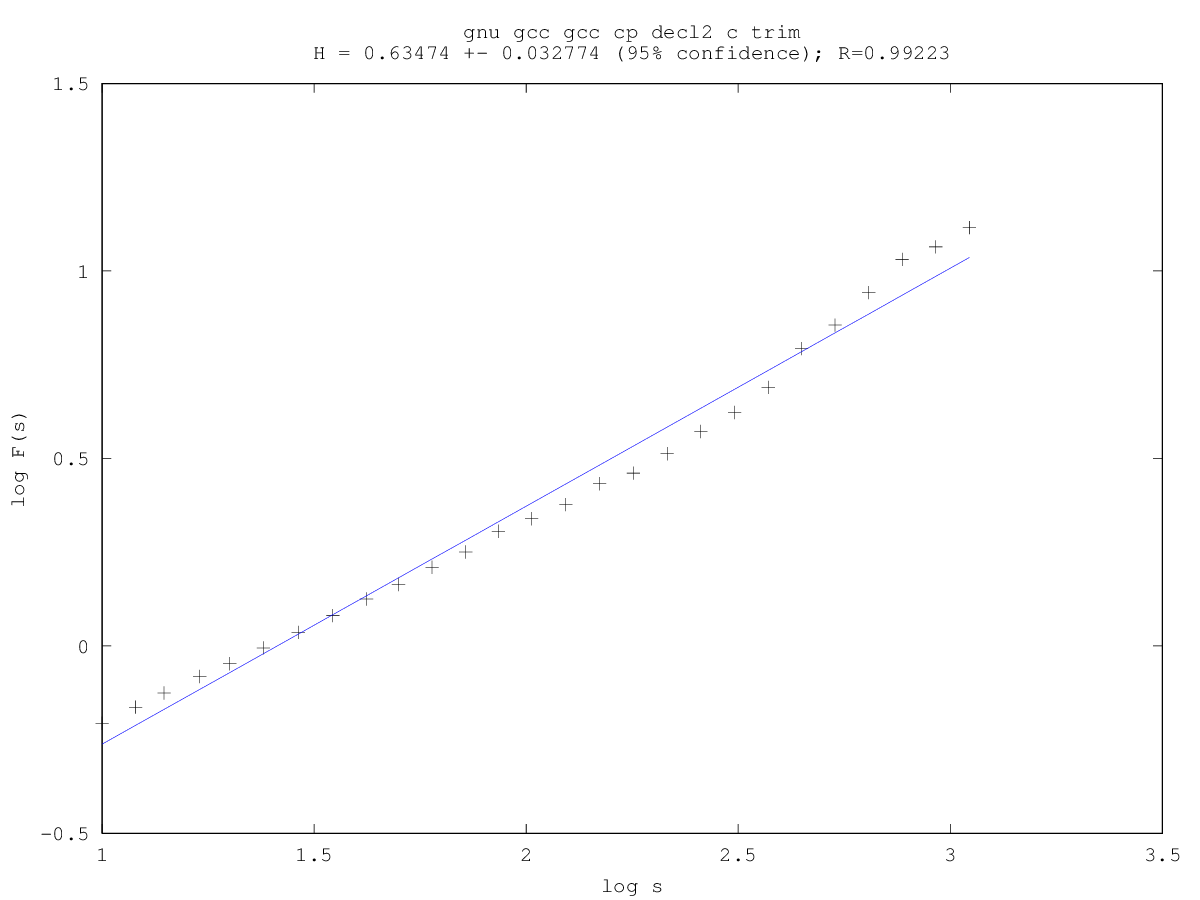 gnu gcc gcc cp decl2 c trim
H = 0.63474 +- 0.032774 (95% confidence); R=0.99223
1.5
1
0.5
0
-0.5
log F(s)
1
1.5
2
2.5
3
3.5
log s